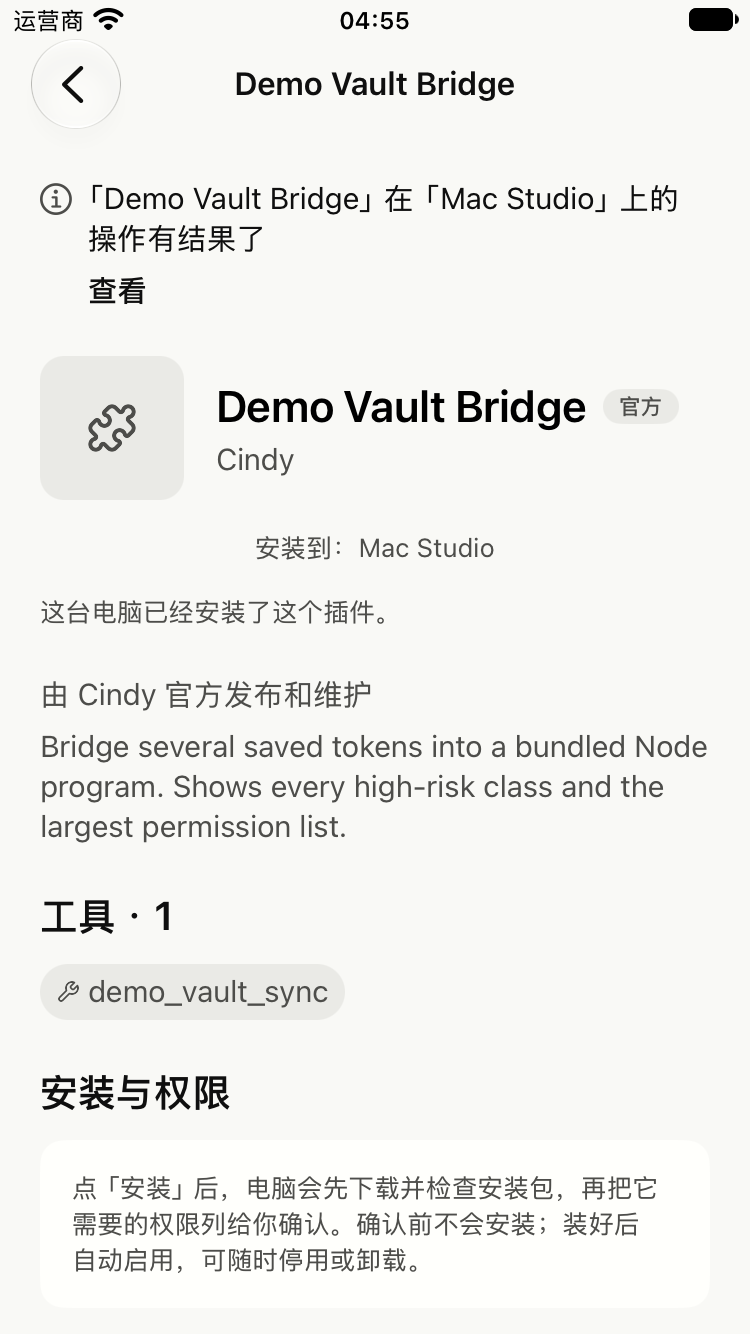 运营商
04:55
Demo Vault Bridge
「Demo Vault Bridge」在「Mac Studio」上的
操作有结果了
查看
Demo Vault Bridge 官方
Cindy
安装到：Mac Studio
这台电脑已经安装了这个插件。
由 Cindy 官方发布和维护
Bridge several saved tokens into a bundled Node
program. Shows every high-risk class and the
largest permission list.
工具 · 1
demo_vault_sync
安装与权限
点「安装」后，电脑会先下载并检查安装包，再把它
需要的权限列给你确认。确认前不会安装；装好后
自动启用，可随时停用或卸载。